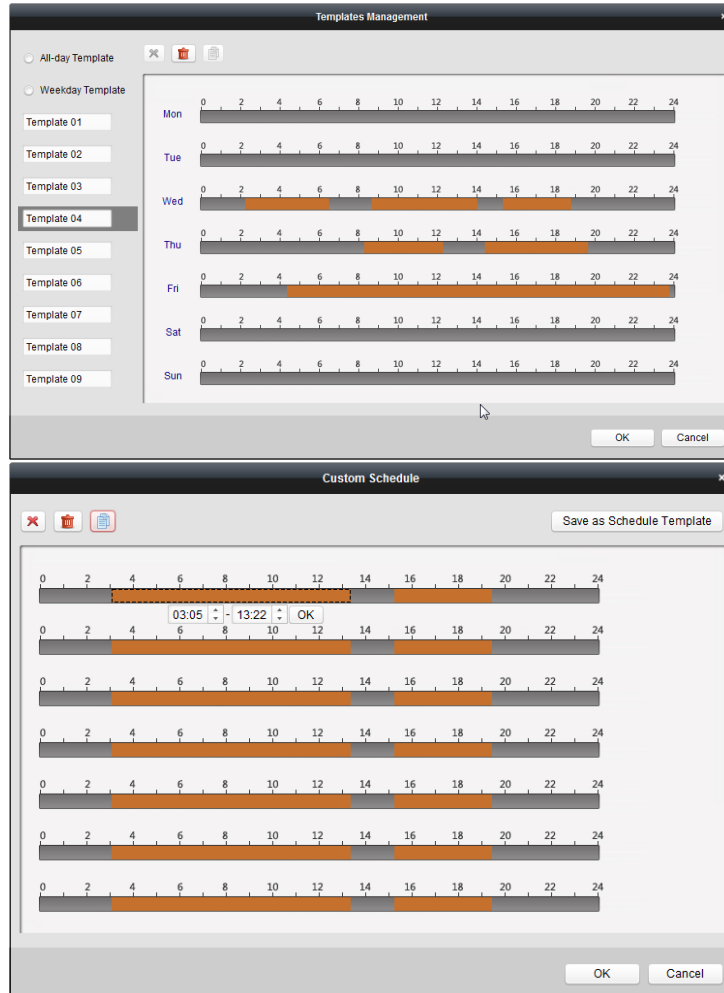 Templates Management
All-day Template
Weekday Template
Template 01
Template 02
Template 03
Template 04
Template 05
Template 06
Template 07
Template 08
Template 09
0 2 4 6 8 10 12 14 16 18 20 22 24
Mon
0 2 4 6 8 10 12 14 16 18 20 22 24
Tue
0 2 4 6 8 10 12 14 16 18 20 22 24
Wed
0 2 4 6 8 10 12 14 16 18 20 22 24
Thu
0 2 4 6 8 10 12 14 16 18 20 22 24
Fri
0 2 4 6 8 10 12 14 16 18 20 22 24
Sat
0 2 4 6 8 10 12 14 16 18 20 22 24
Sun
OK Cancel
Custom Schedule
Save as Schedule Template
0 2 4 6 8 10 12 14 16 18 20 22 24
03:05 - 13:22 OK
0 2 4 6 8 10 12 14 16 18 20 22 24
0 2 4 6 8 10 12 14 16 18 20 22 24
0 2 4 6 8 10 12 14 16 18 20 22 24
0 2 4 6 8 10 12 14 16 18 20 22 24
0 2 4 6 8 10 12 14 16 18 20 22 24
0 2 4 6 8 10 12 14 16 18 20 22 24
OK Cancel